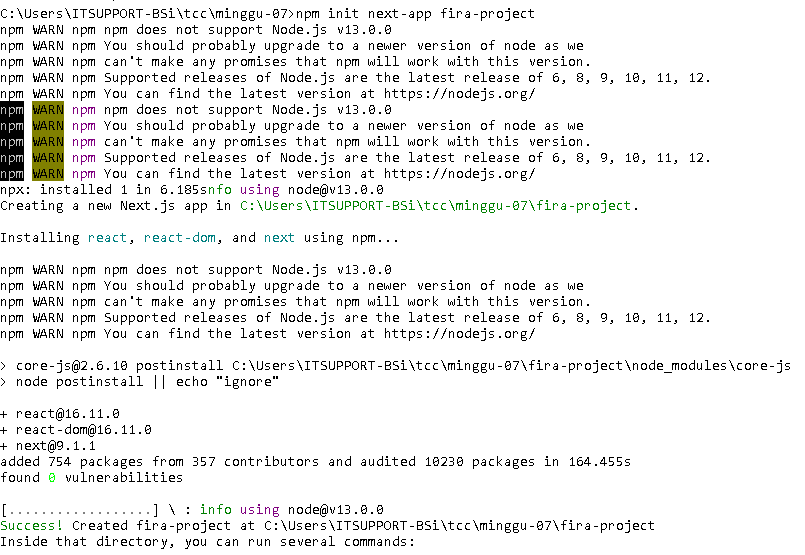 C:\Users\ITSUPPORT-BSi\tcc\minggu-07>npm init next-app fira-project
npm WARN npm npm does not support Node.js v13.0.0
npm WARN npm You should probably upgrade to a newer version of node as we
npm WARN npm can't make any promises that npm will work with this version.
npm WARN npm Supported releases of Node.js are the latest release of 6, 8, 9, 10, 11, 12.
npm WARN npm You can find the latest version at https://nodejs.org/
npm WARN npm npm does not support Node.js v13.0.0
npm WARN npm You should probably upgrade to a newer version of node as we
npm WARN npm can't make any promises that npm will work with this version.
npm WARN npm Supported releases of Node.js are the latest release of 6, 8, 9, 10, 11, 12.
npm WARN npm You can find the latest version at https://nodejs.org/
npx: installed 1 in 6.185snfo using node@v13.0.0
Creating a new Next.js app in C:\Users\ITSUPPORT-BSi\tcc\minggu-07\fira-project.
Installing react, react-dom, and next using npm...
npm WARN npm npm does not support Node.js v13.0.0
npm WARN npm You should probably upgrade to a newer version of node as we
npm WARN npm can't make any promises that npm will work with this version.
npm WARN npm Supported releases of Node.js are the latest release of 6, 8, 9, 10, 11, 12.
npm WARN npm You can find the latest version at https://nodejs.org/
> core-js@2.6.10 postinstall C:\Users\ITSUPPORT-BSi\tcc\minggu-07\fira-project\node_modules\core-js
> node postinstall || echo "ignore"
+ react@16.11.0
+ react-dom@16.11.0
+ next@9.1.1
added 754 packages from 357 contributors and audited 10230 packages in 164.455s
found 0 vulnerabilities
[..................] \ : info using node@v13.0.0
Success! Created fira-project at C:\Users\ITSUPPORT-BSi\tcc\minggu-07\fira-project
Inside that directory, you can run several commands: